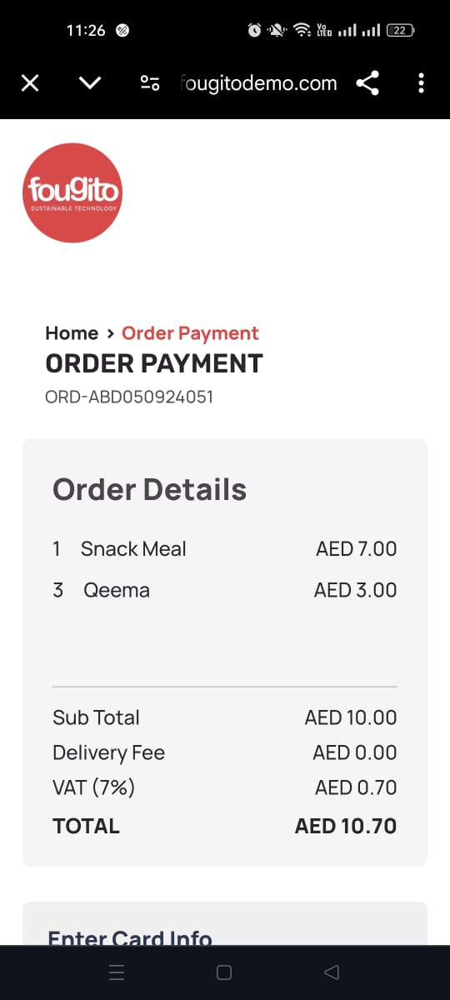 11:26
Vo
LTED
22
fougitodemo.com
fougito
SUSTAINABLE TECHNOLOGY
Home > Order Payment
ORDER PAYMENT
ORD-ABD050924051
Order Details
1 Snack Meal AED 7.00
3 Qeema AED 3.00
Sub Total AED 10.00
Delivery Fee AED 0.00
VAT (7%) AED 0.70
TOTAL AED 10.70
Enter Card Info